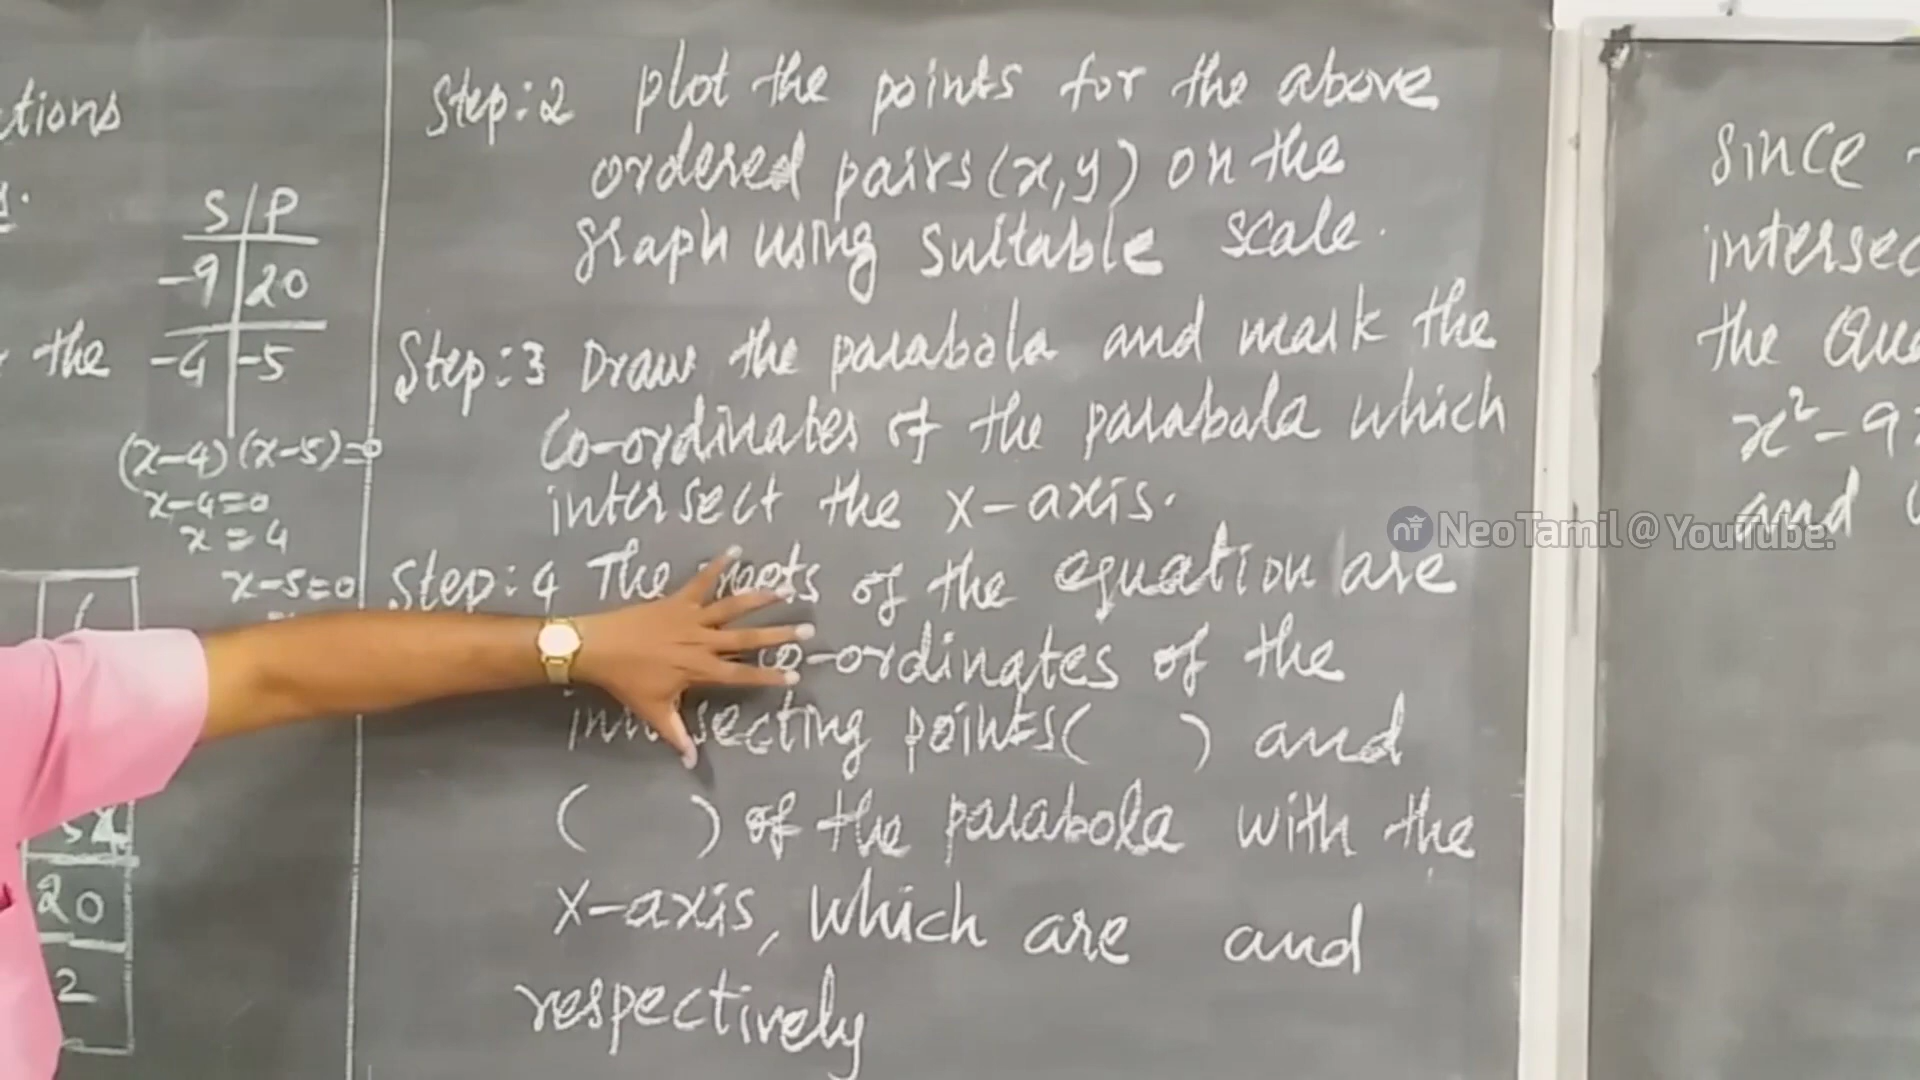 ctions
S P
-9 20
the -4 -5
(x-4)(x-5)=0
x-4=0
x=4
x-5=0
20
2
Step:2 plot the points for the above
ordered pairs (x,y) on the
graph using suitable scale.
Step:3 Draw the parabola and mark the
co-ordinates of the parabola which
intersect the x-axis.
Step:4 The roots of the equation are
co-ordinates of the
intersecting points ( ) and
( ) of the parabola with the
X-axis, which are and
respectively
since
intersec
the Qua
x²-9
and
NeoTamil @ YouTube.